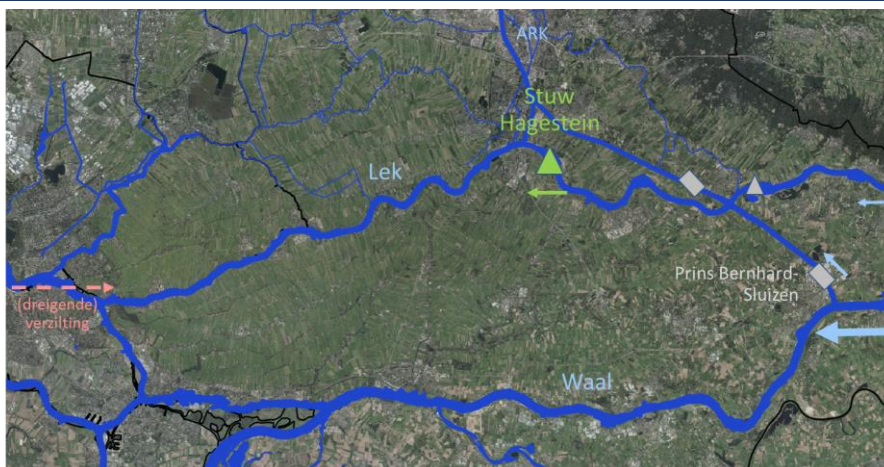 ARK
Stuw
Hagestein
Lek
Prins Bernhard-
Sluizen
(dreigende)
verzilting
Waal